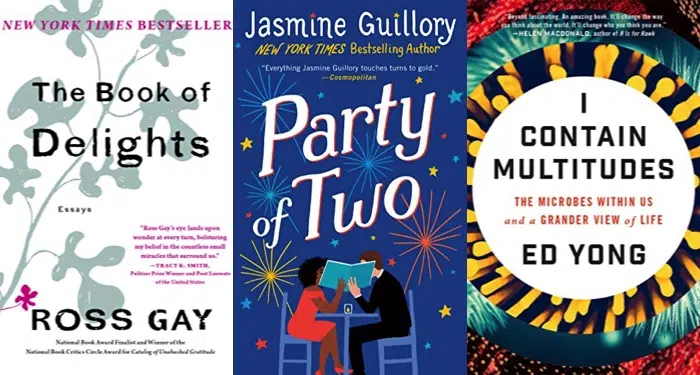 NEW YORK TIMES BESTSELLER
The Book of
Delights
Essays
"Ross Gay's eye lands upon
wonder at every turn, bolstering
my belief in the countless small
miracles that surround us."
—TRACY K. SMITH,
Pulitzer Prize Winner and Poet Laureate
of the United States
ROSS GAY
National Book Award Finalist and Winner of the
National Book Critics Circle Award for Catalog of Unabashed Gratitude
Jasmine Guillory
NEW YORK TIMES Bestselling Author
"Everything Jasmine Guillory touches turns to gold."
—Cosmopolitan
Party
of Two
"Beyond fascinating. An amazing book. It'll change the way
you think about the world. It'll change who you think you are."
—HELEN MACDONALD, author of H Is for Hawk
I
CONTAIN
MULTITUDES
THE MICROBES WITHIN US
and a GRANDER VIEW of LIFE
ED YONG